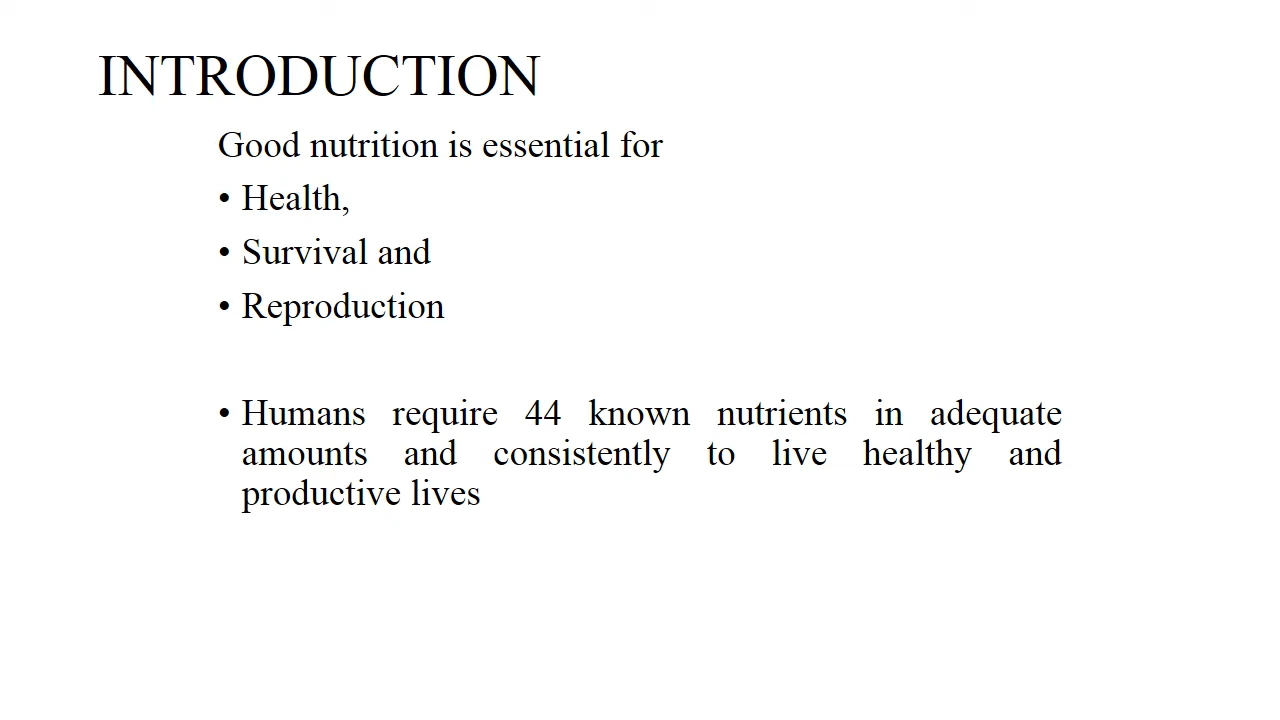 INTRODUCTION
Good nutrition is essential for
• Health,
• Survival and
• Reproduction
• Humans require 44 known nutrients in adequate
amounts and consistently to live healthy and
productive lives